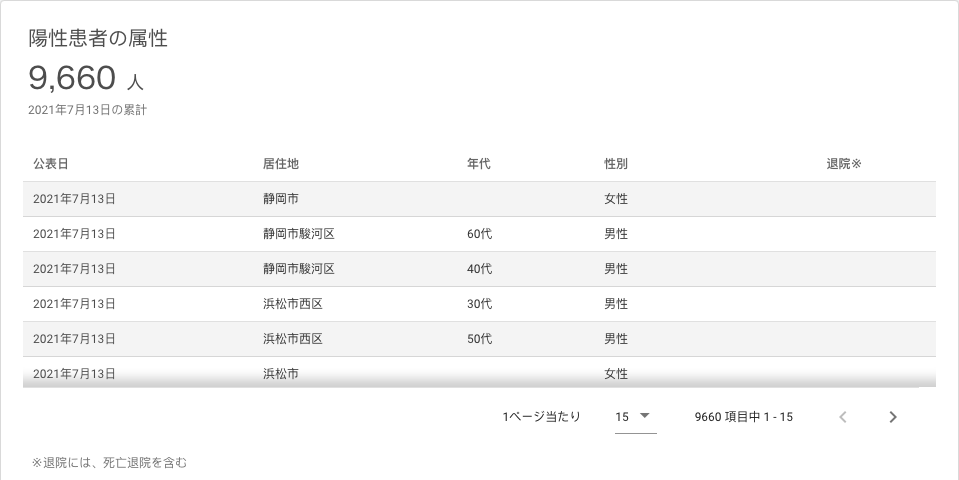 陽性患者の属性
9,660 人
2021年7月13日の累計
公表日 居住地 年代 性別 退院※
2021年7月13日 静岡市 女性
2021年7月13日 静岡市駿河区 60代 男性
2021年7月13日 静岡市駿河区 40代 男性
2021年7月13日 浜松市西区 30代 男性
2021年7月13日 浜松市西区 50代 男性
2021年7月13日 浜松市 女性
1ページ当たり 15 9660 項目中 1 - 15
※退院には、死亡退院を含む